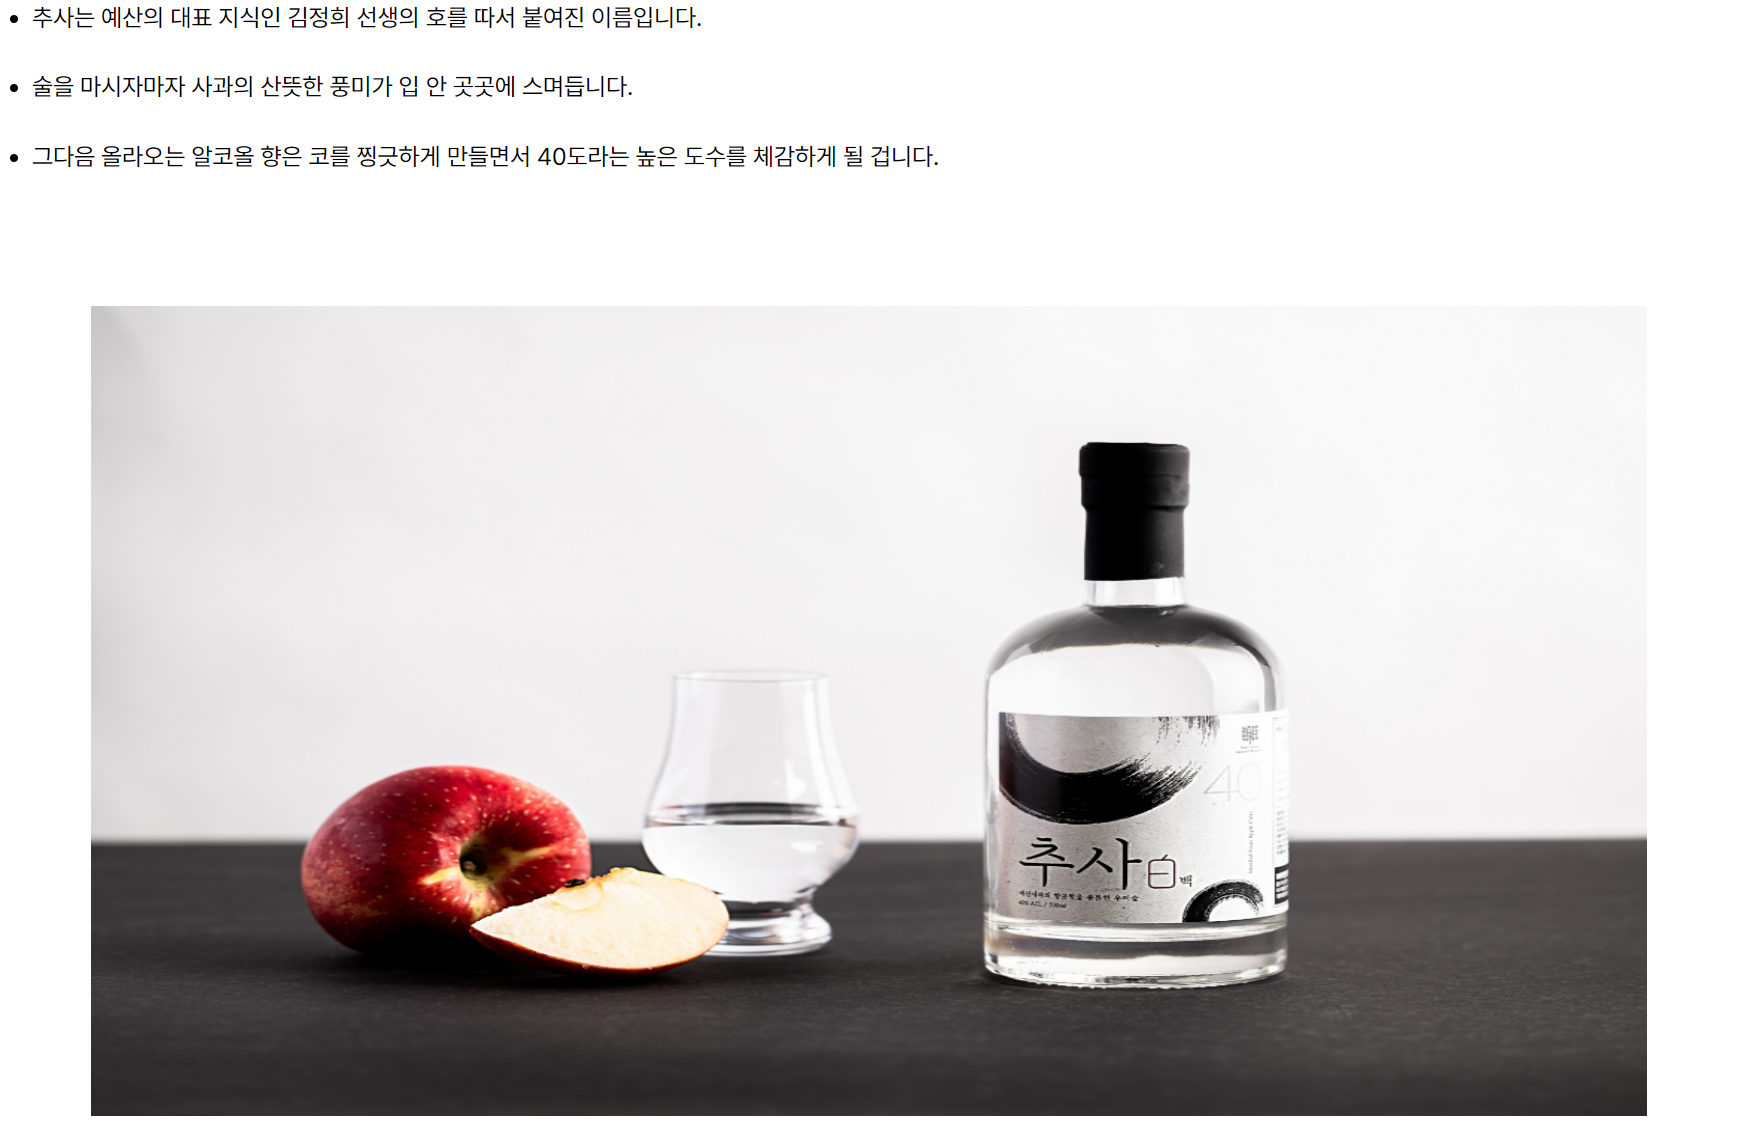 추사는 예산의 대표 지식인 김정희 선생의 호를 따서 붙여진 이름입니다.
술을 마시자마자 사과의 산뜻한 풍미가 입 안 곳곳에 스며듭니다.
그다음 올라오는 알코올 향은 코를 찡긋하게 만들면서 40도라는 높은 도수를 체감하게 될 겁니다.
40
추사 白 백
40% ALC. / 500ml